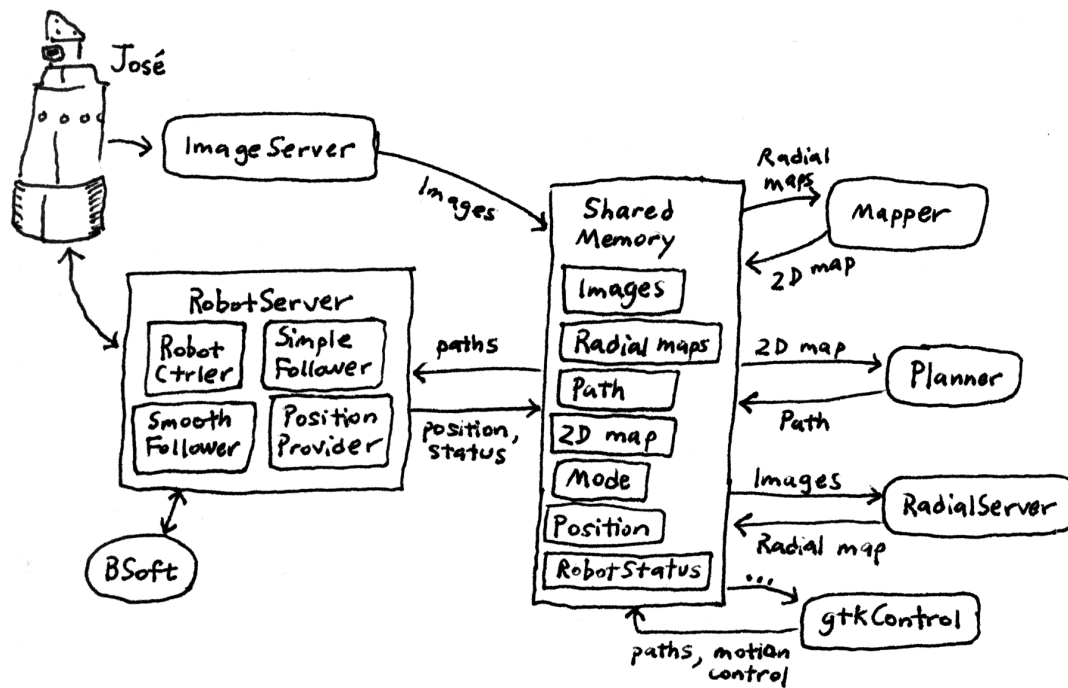 José
ImageServer
Images
RobotServer
Robot
Ctrler
Simple
Follower
Smooth
Follower
Position
Provider
BSoft
paths
position,
status
Shared
Memory
Images
Radial maps
Path
2D map
Mode
Position
RobotStatus
Radial
maps
Mapper
2D map
2D map
Planner
Path
Images
RadialServer
Radial map
...
gtkControl
paths, motion
control